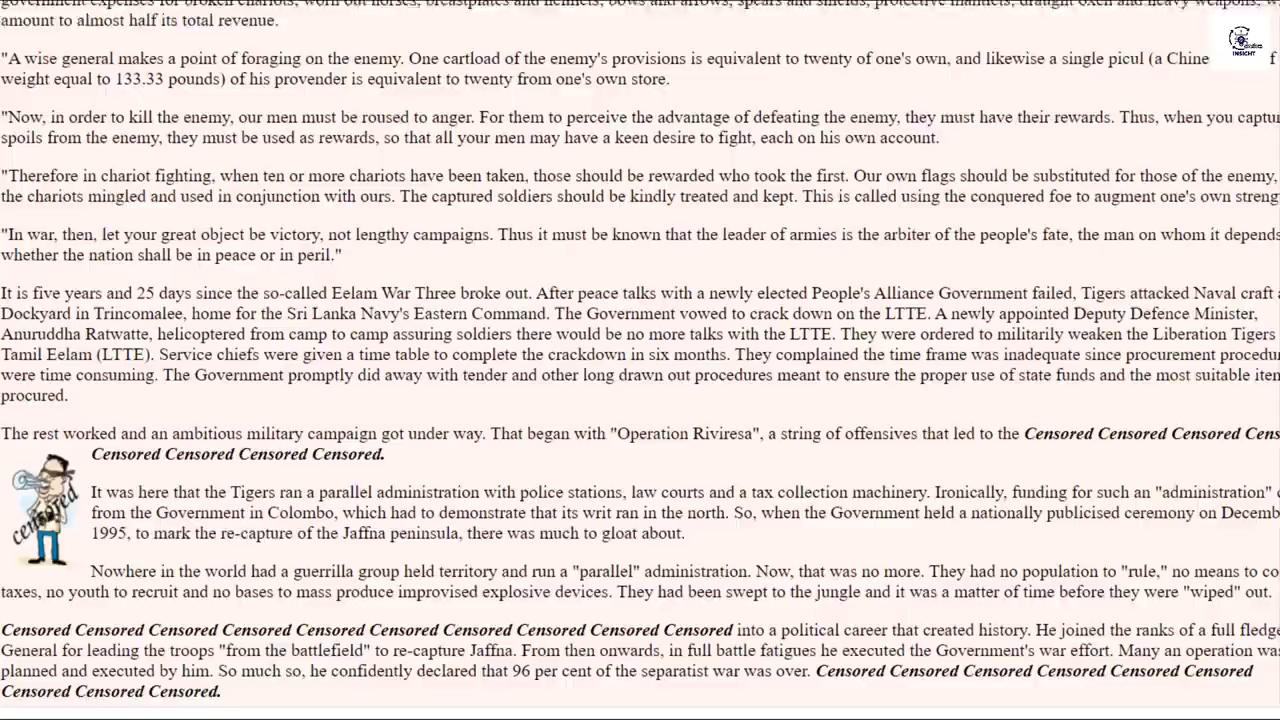 government expenses for broken chariots, worn out horses, breastplates and helmets, bows and arrows, spears and shields, protective mantlets, draught oxen and heavy weapons,
amount to almost half its total revenue.
"A wise general makes a point of foraging on the enemy. One cartload of the enemy's provisions is equivalent to twenty of one's own, and likewise a single picul (a Chine f
weight equal to 133.33 pounds) of his provender is equivalent to twenty from one's own store.
INSIGHT
"Now, in order to kill the enemy, our men must be roused to anger. For them to perceive the advantage of defeating the enemy, they must have their rewards. Thus, when you captu
spoils from the enemy, they must be used as rewards, so that all your men may have a keen desire to fight, each on his own account.
"Therefore in chariot fighting, when ten or more chariots have been taken, those should be rewarded who took the first. Our own flags should be substituted for those of the enemy,
the chariots mingled and used in conjunction with ours. The captured soldiers should be kindly treated and kept. This is called using the conquered foe to augment one's own streng
"In war, then, let your great object be victory, not lengthy campaigns. Thus it must be known that the leader of armies is the arbiter of the people's fate, the man on whom it depends
whether the nation shall be in peace or in peril."
It is five years and 25 days since the so-called Eelam War Three broke out. After peace talks with a newly elected People's Alliance Government failed, Tigers attacked Naval craft
Dockyard in Trincomalee, home for the Sri Lanka Navy's Eastern Command. The Government vowed to crack down on the LTTE. A newly appointed Deputy Defence Minister,
Anuruddha Ratwatte, helicoptered from camp to camp assuring soldiers there would be no more talks with the LTTE. They were ordered to militarily weaken the Liberation Tigers
Tamil Eelam (LTTE). Service chiefs were given a time table to complete the crackdown in six months. They complained the time frame was inadequate since procurement procedu
were time consuming. The Government promptly did away with tender and other long drawn out procedures meant to ensure the proper use of state funds and the most suitable iten
procured.
The rest worked and an ambitious military campaign got under way. That began with "Operation Riviresa", a string of offensives that led to the Censored Censored Censored Cens
Censored Censored Censored Censored.
censored
It was here that the Tigers ran a parallel administration with police stations, law courts and a tax collection machinery. Ironically, funding for such an "administration" c
from the Government in Colombo, which had to demonstrate that its writ ran in the north. So, when the Government held a nationally publicised ceremony on Decemb
1995, to mark the re-capture of the Jaffna peninsula, there was much to gloat about.
Nowhere in the world had a guerrilla group held territory and run a "parallel" administration. Now, that was no more. They had no population to "rule," no means to co
taxes, no youth to recruit and no bases to mass produce improvised explosive devices. They had been swept to the jungle and it was a matter of time before they were "wiped" out.
Censored Censored Censored Censored Censored Censored Censored Censored Censored Censored into a political career that created history. He joined the ranks of a full fledge
General for leading the troops "from the battlefield" to re-capture Jaffna. From then onwards, in full battle fatigues he executed the Government's war effort. Many an operation wa
planned and executed by him. So much so, he confidently declared that 96 per cent of the separatist war was over. Censored Censored Censored Censored Censored Censored
Censored Censored Censored.